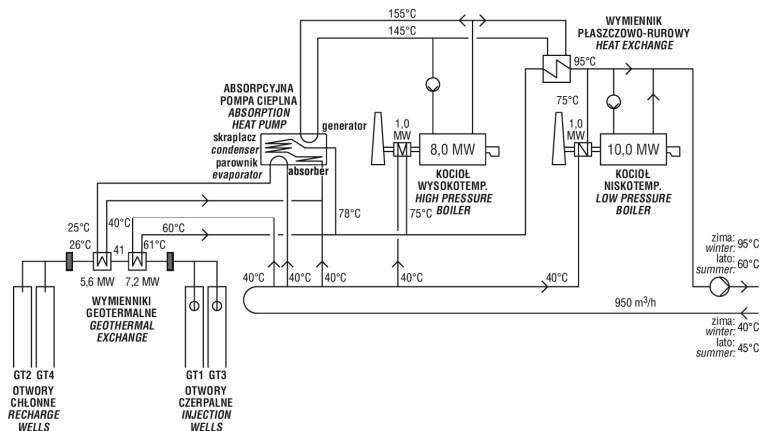 155°C
145°C
WYMIENNIK
PŁASZCZOWO-RUROWY
HEAT EXCHANGE
95°C
ABSORPCYJNA
POMPA CIEPLNA
ABSORPTION
HEAT PUMP
generator
skraplacz
condenser
parownik
evaporator
absorber
1,0
MW
8,0 MW
KOCIOŁ
WYSOKOTEMP.
HIGH PRESSURE
BOILER
75°C
1,0
MW
10,0 MW
KOCIOŁ
NISKOTEMP.
LOW PRESSURE
BOILER
78°C
75°C
25°C
40°C
60°C
26°C
41
61°C
5,6 MW
7,2 MW
WYMIENNIKI
GEOTERMALNE
GEOTHERMAL
EXCHANGE
40°C
40°C
40°C
40°C
40°C
zima:
winter: 95°C
lato:
summer: 60°C
950 m³/h
zima:
winter: 40°C
lato:
summer: 45°C
GT2 GT4
OTWORY
CHŁONNE
RECHARGE
WELLS
GT1 GT3
OTWORY
CZERPALNE
INJECTION
WELLS